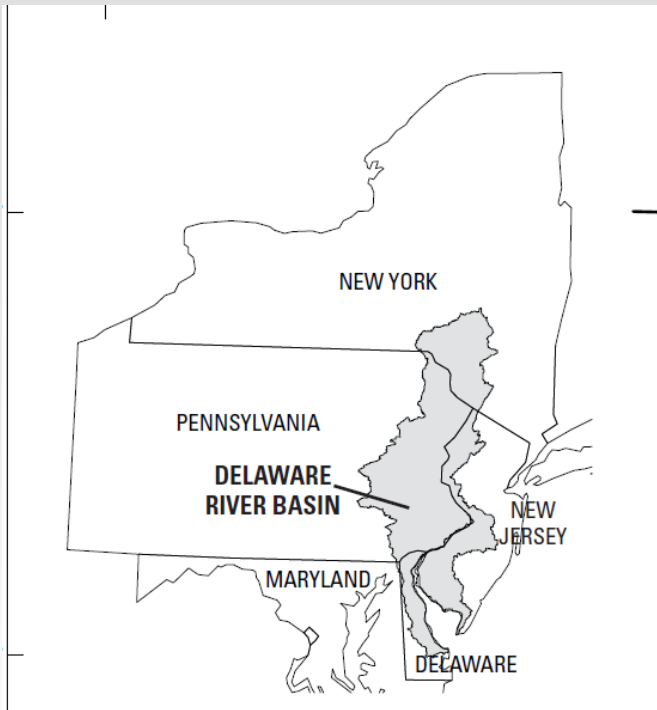 NEW YORK
PENNSYLVANIA
DELAWARE
RIVER BASIN
NEW
JERSEY
MARYLAND
DELAWARE